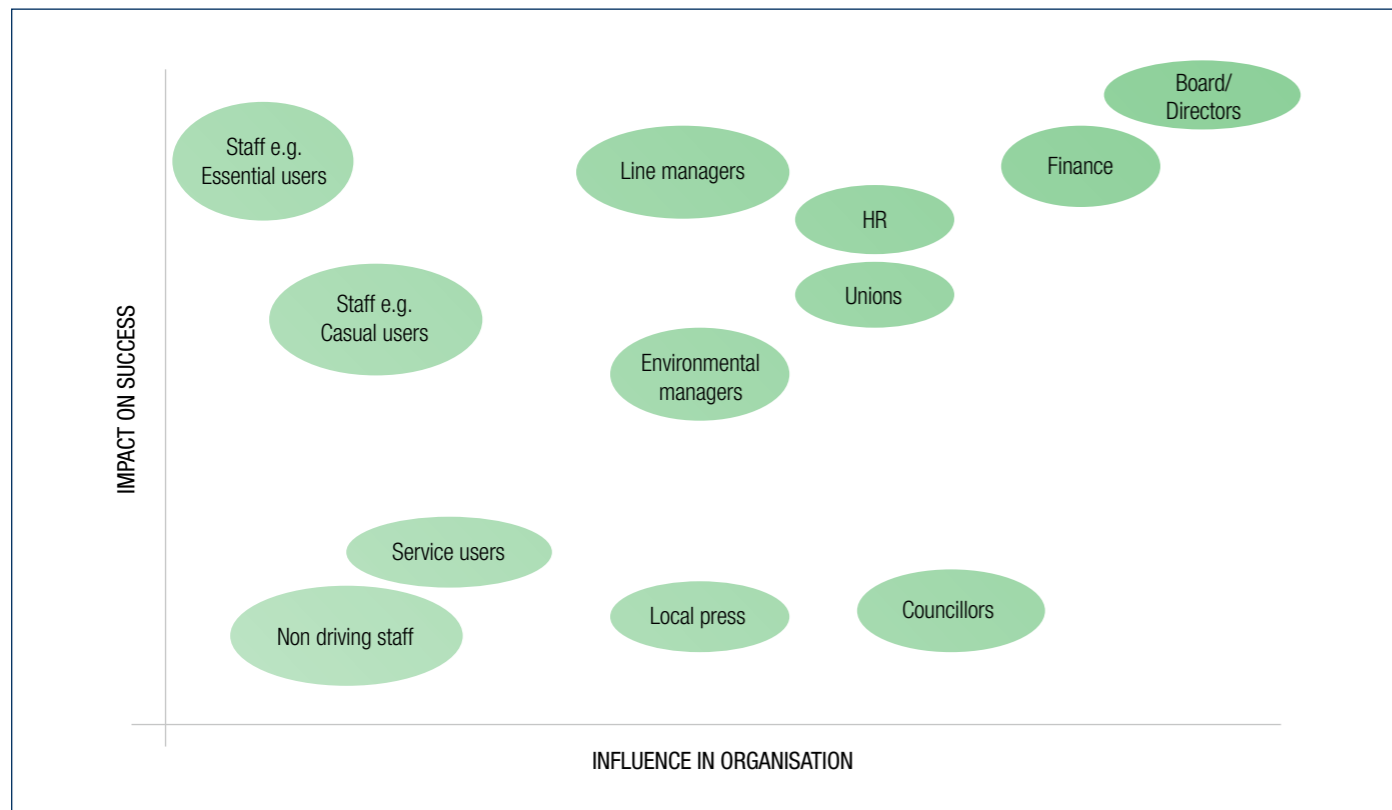 Board/
Directors
Staff e.g.
Essential users
Line managers
Finance
HR
Unions
Staff e.g.
Casual users
Environmental
managers
IMPACT ON SUCCESS
Service users
Non driving staff
Local press
Councillors
INFLUENCE IN ORGANISATION